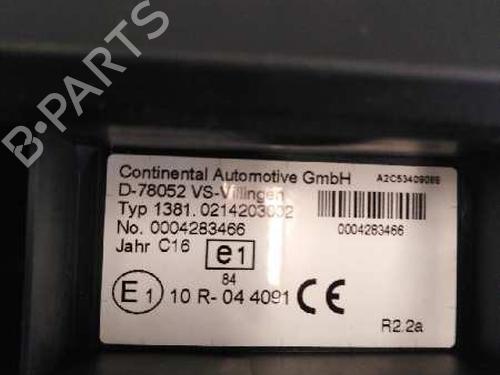 B-PARTS
Continental Automotive GmbH A2C53409086
D-78052 VS-Villingen
Typ 1381.0214203002
No. 0004283466 0004283466
Jahr C16 e1
84
E1 10 R-04 4091 CE
R2.2a